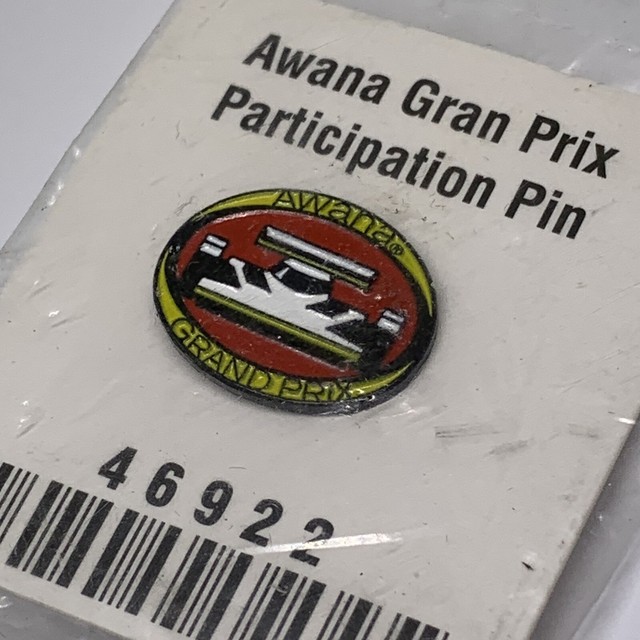 Awana Gran Prix
Participation Pin
Awana®
GRAND PRIX
46922